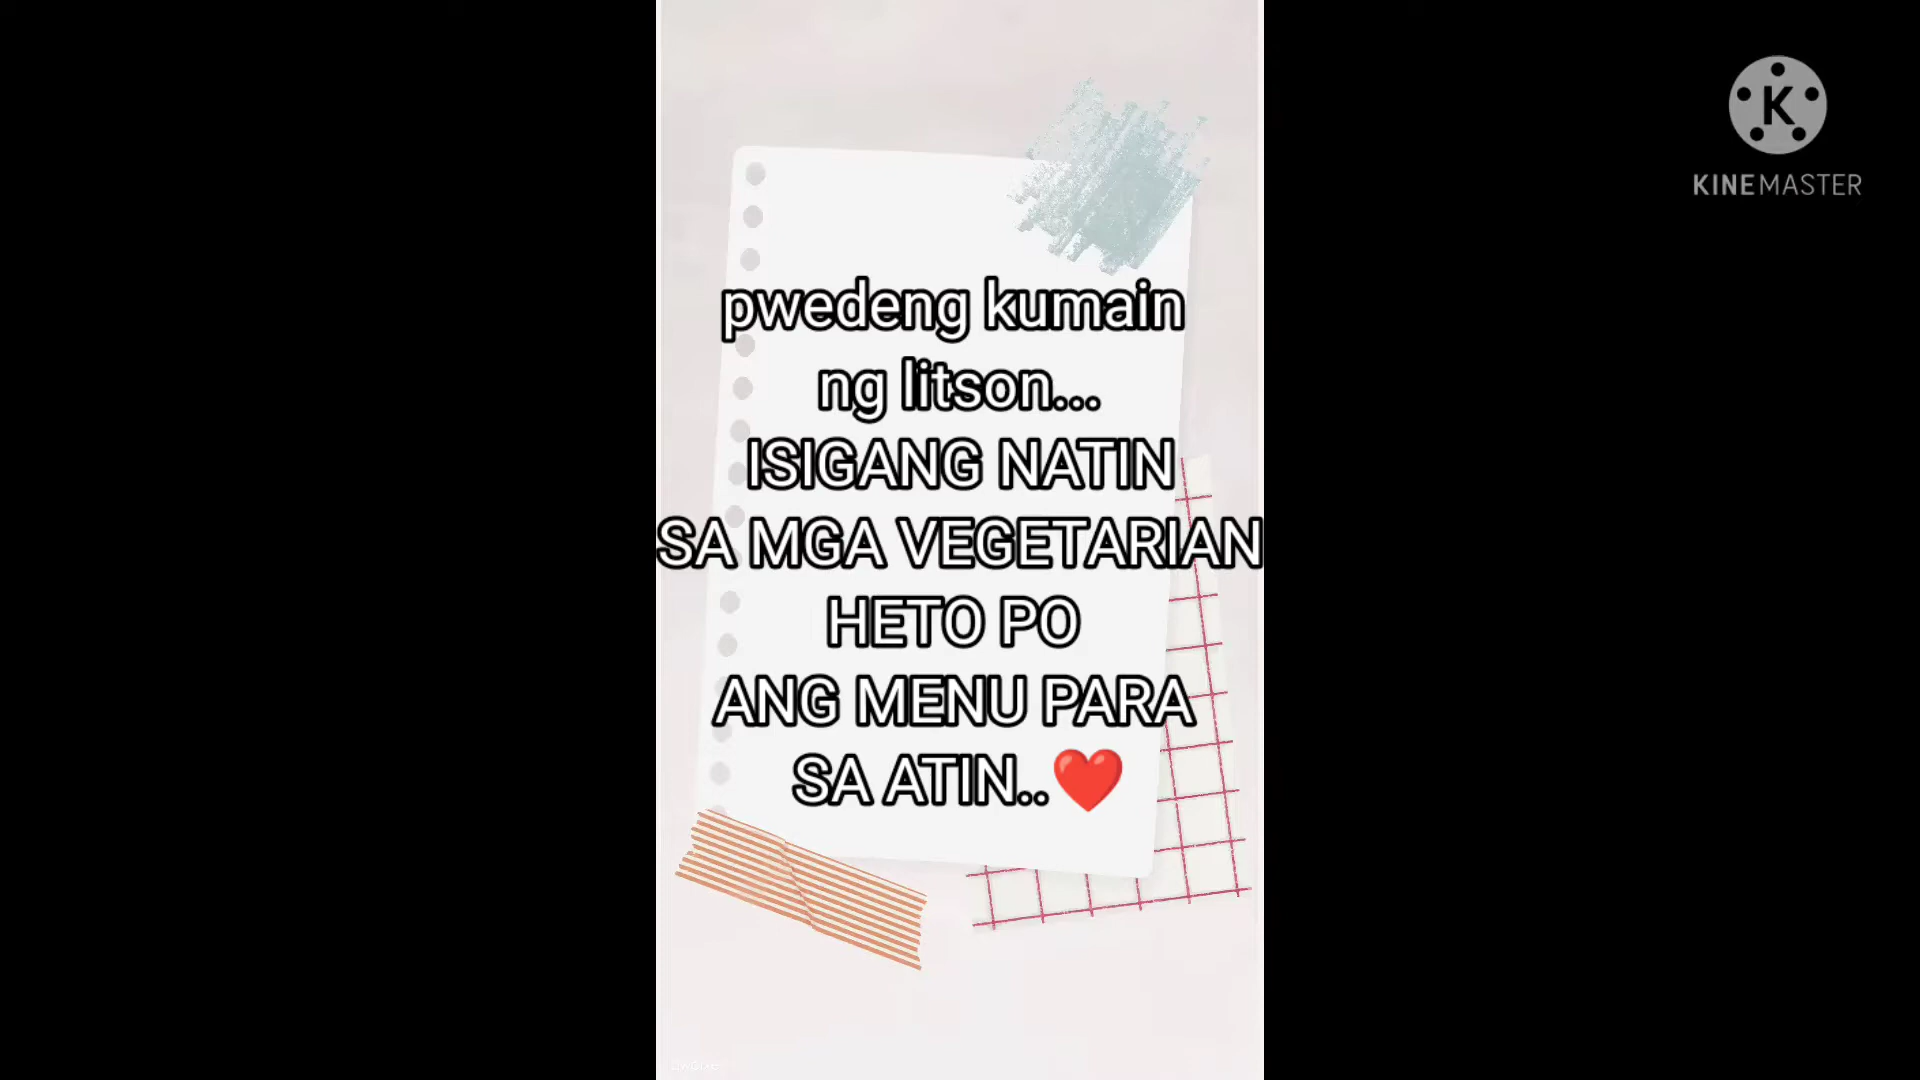 pwedeng kumain
ng litson...
ISIGANG NATIN
SA MGA VEGETARIAN
HETO PO
ANG MENU PARA
SA ATIN..❤️
KINEMASTER